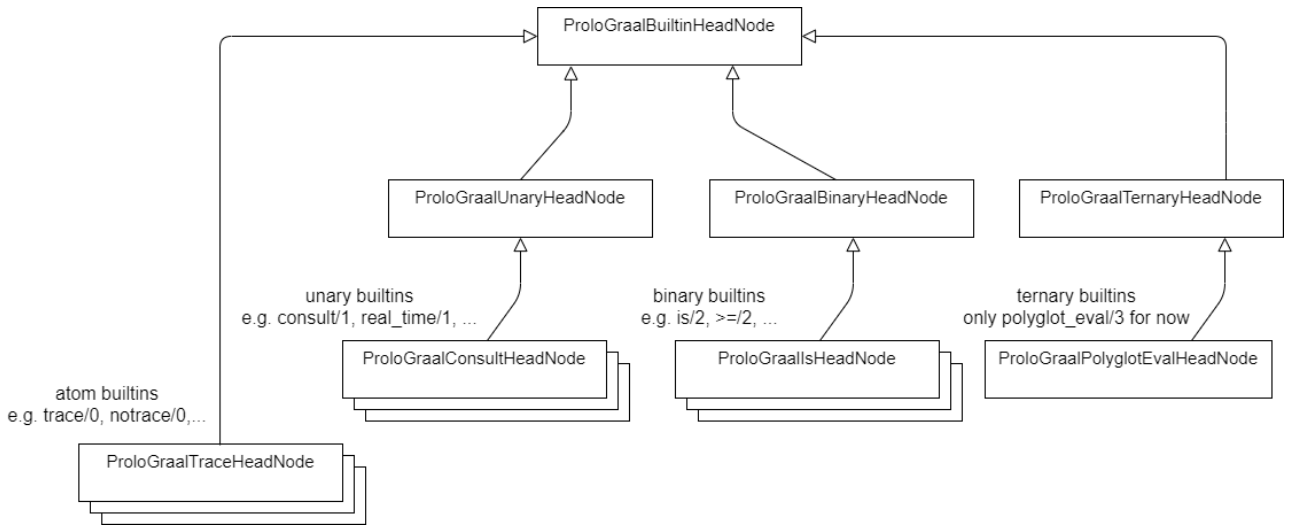 ProloGraalBuiltinHeadNode
ProloGraalUnaryHeadNode
ProloGraalBinaryHeadNode
ProloGraalTernaryHeadNode
unary builtins
e.g. consult/1, real_time/1, ...
binary builtins
e.g. is/2, >=/2, ...
ternary builtins
only polyglot_eval/3 for now
ProloGraalConsultHeadNode
ProloGraalIsHeadNode
ProloGraalPolyglotEvalHeadNode
atom builtins
e.g. trace/0, notrace/0,...
ProloGraalTraceHeadNode